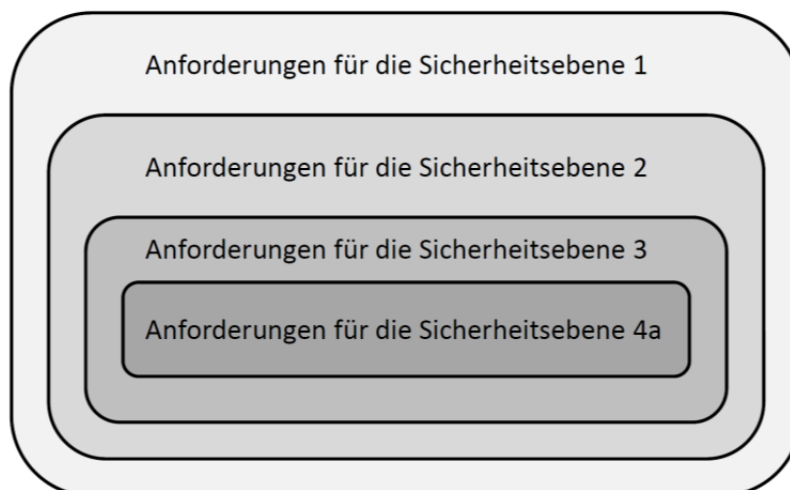 Anforderungen für die Sicherheitsebene 1
Anforderungen für die Sicherheitsebene 2
Anforderungen für die Sicherheitsebene 3
Anforderungen für die Sicherheitsebene 4a